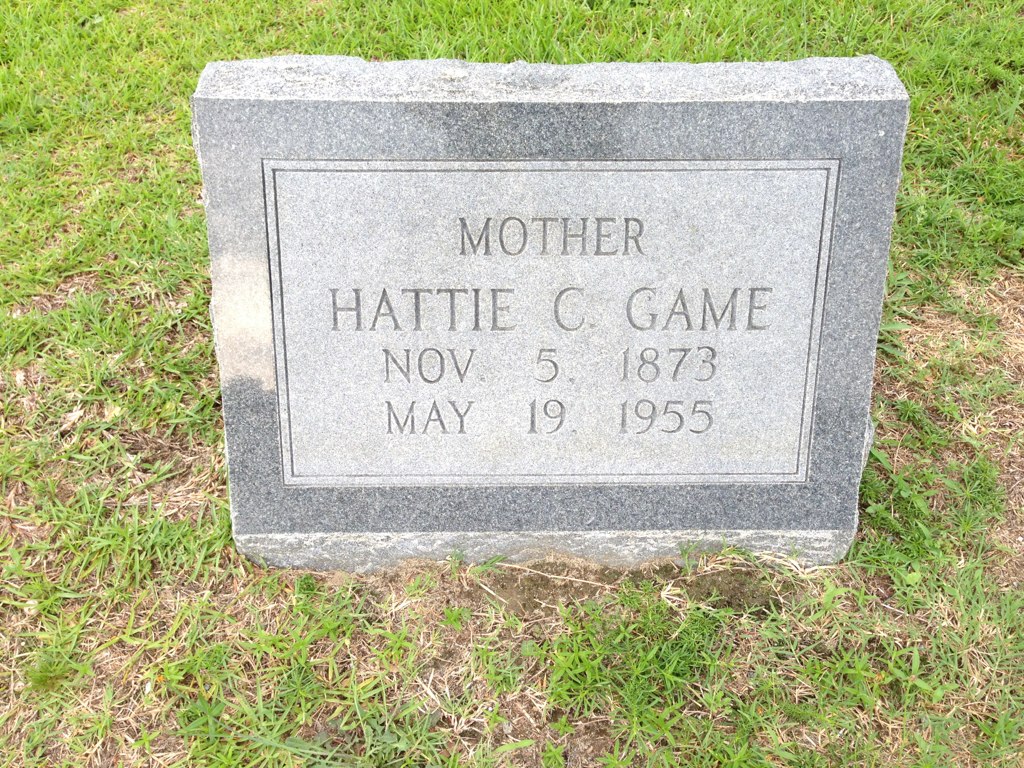 MOTHER
HATTIE C. GAME
NOV. 5, 1873
MAY 19, 1955